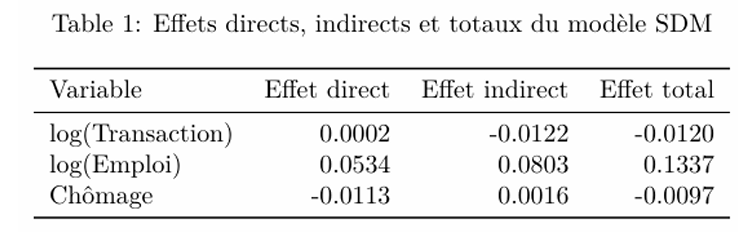 Table 1: Effets directs, indirects et totaux du modèle SDM
Variable Effet direct Effet indirect Effet total
log(Transaction) 0.0002 -0.0122 -0.0120
log(Emploi) 0.0534 0.0803 0.1337
Chômage -0.0113 0.0016 -0.0097